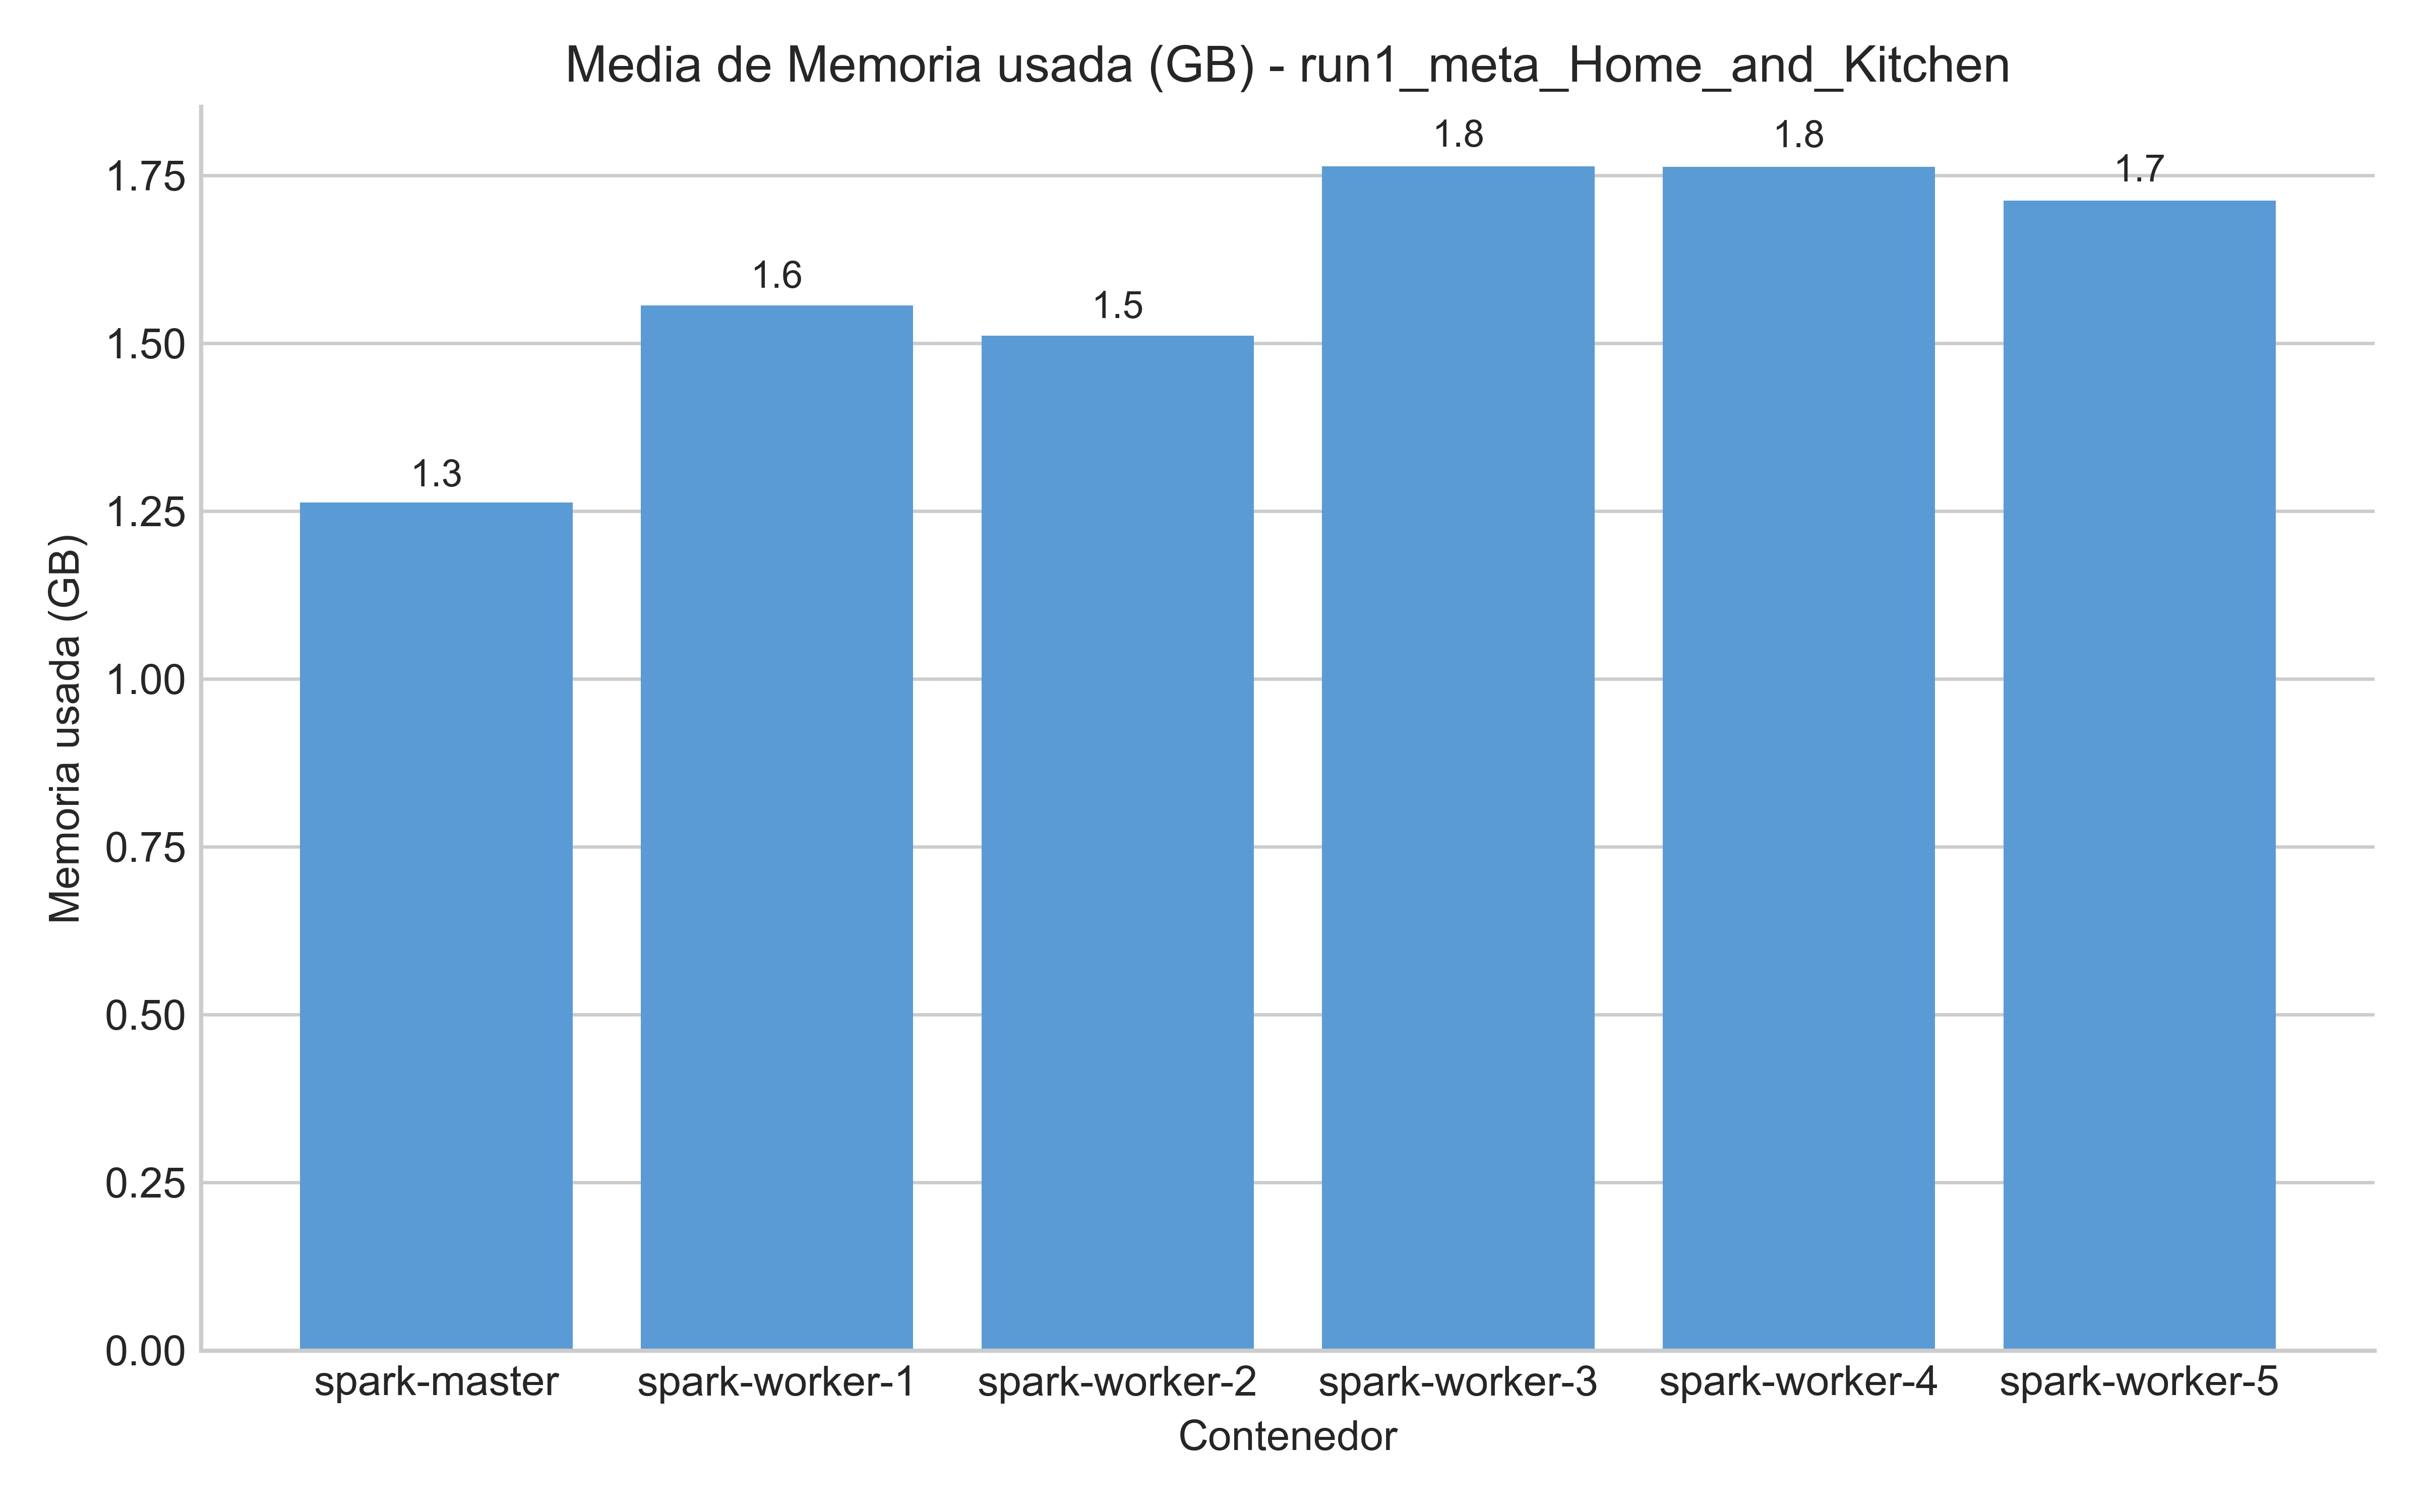 Media de Memoria usada (GB) - run1_meta_Home_and_Kitchen
Memoria usada (GB)
1.75
1.50
1.25
1.00
0.75
0.50
0.25
0.00
1.3
1.6
1.5
1.8
1.8
1.7
spark-master
spark-worker-1
spark-worker-2
spark-worker-3
spark-worker-4
spark-worker-5
Contenedor